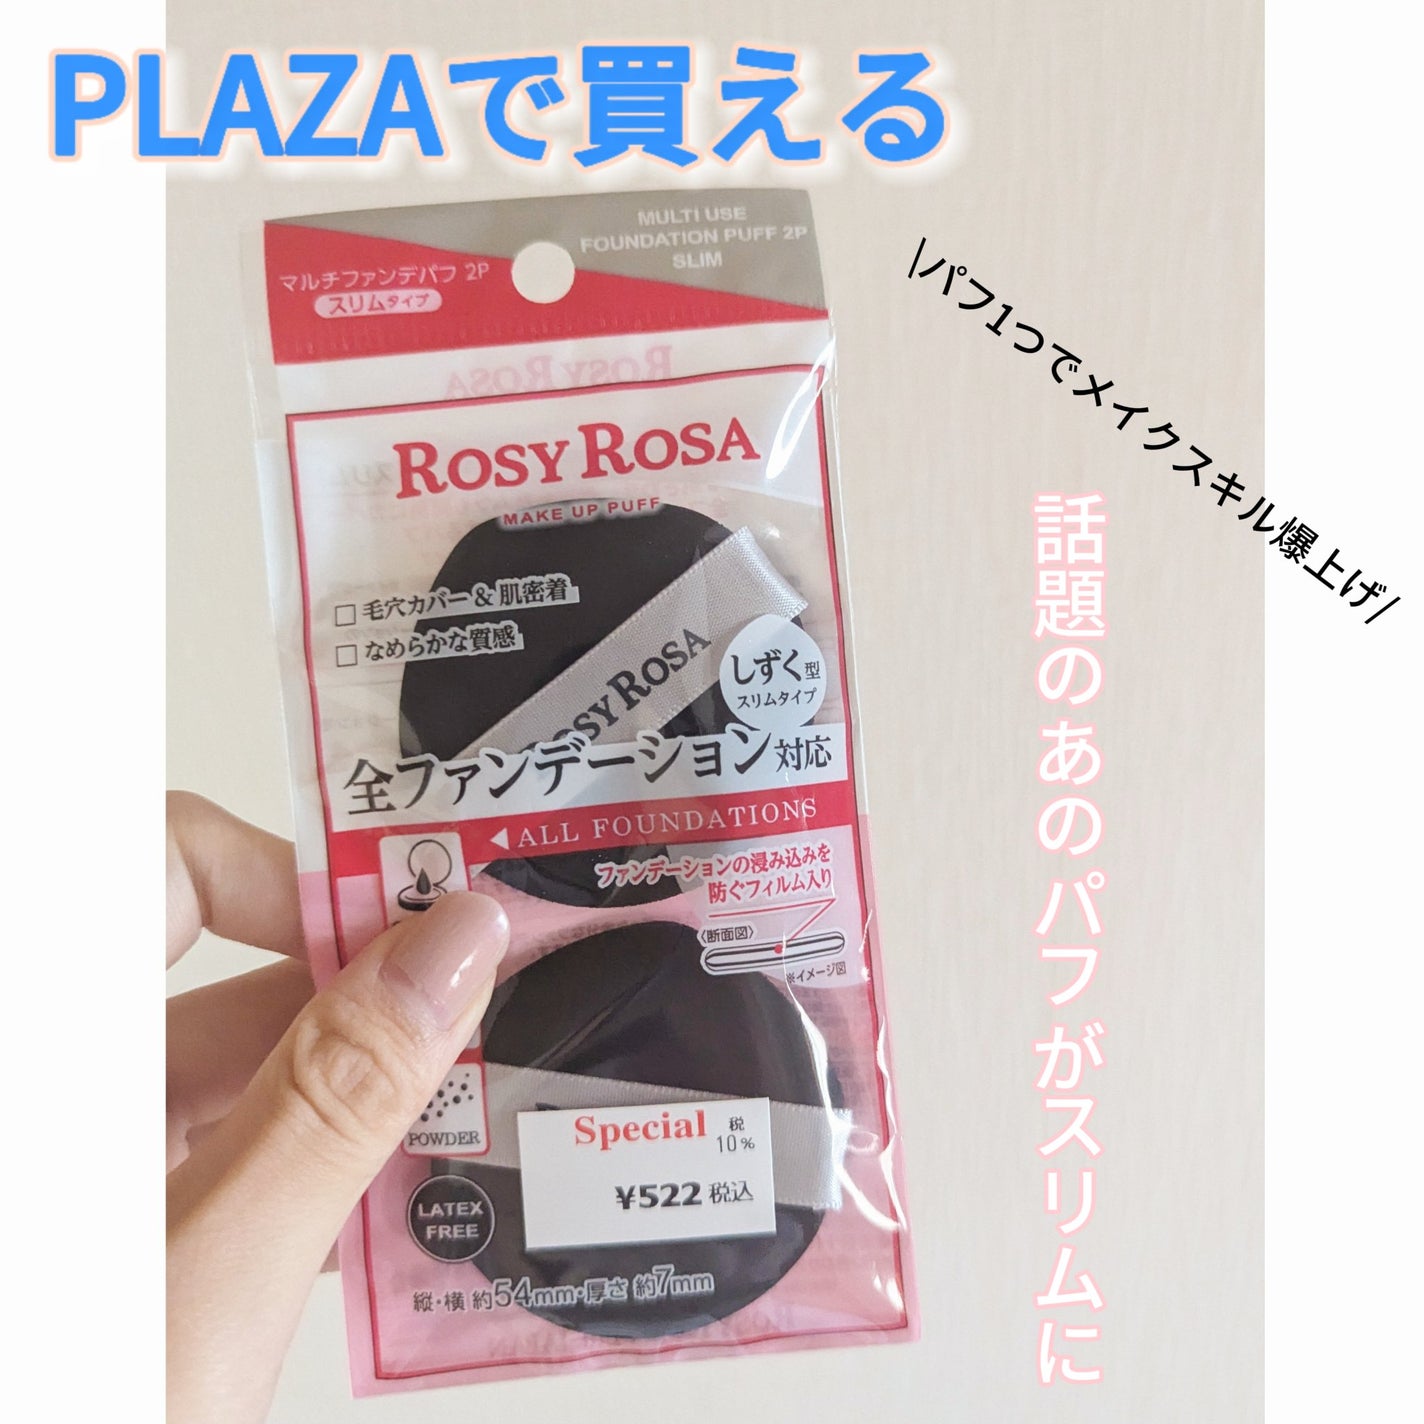 PLAZAで買える
\パフ1つでメイクスキル爆上げ/
話題のあのパフがスリムに
MULTI USE
FOUNDATION PUFF 2P
SLIM
マルチファンデパフ 2P
スリムタイプ
ROSY ROSA
ROSY ROSA
MAKE UP PUFF
□ 毛穴カバー & 肌密着
□ なめらかな質感
ROSY ROSA
しずく型
スリムタイプ
全ファンデーション対応
◀ALL FOUNDATIONS
ファンデーションの浸み込みを
防ぐフィルム入り
〈断面図〉
※イメージ図
POWDER
Special 税
10%
¥522 税込
LATEX
FREE
縦・横 約54mm・厚さ 約7mm